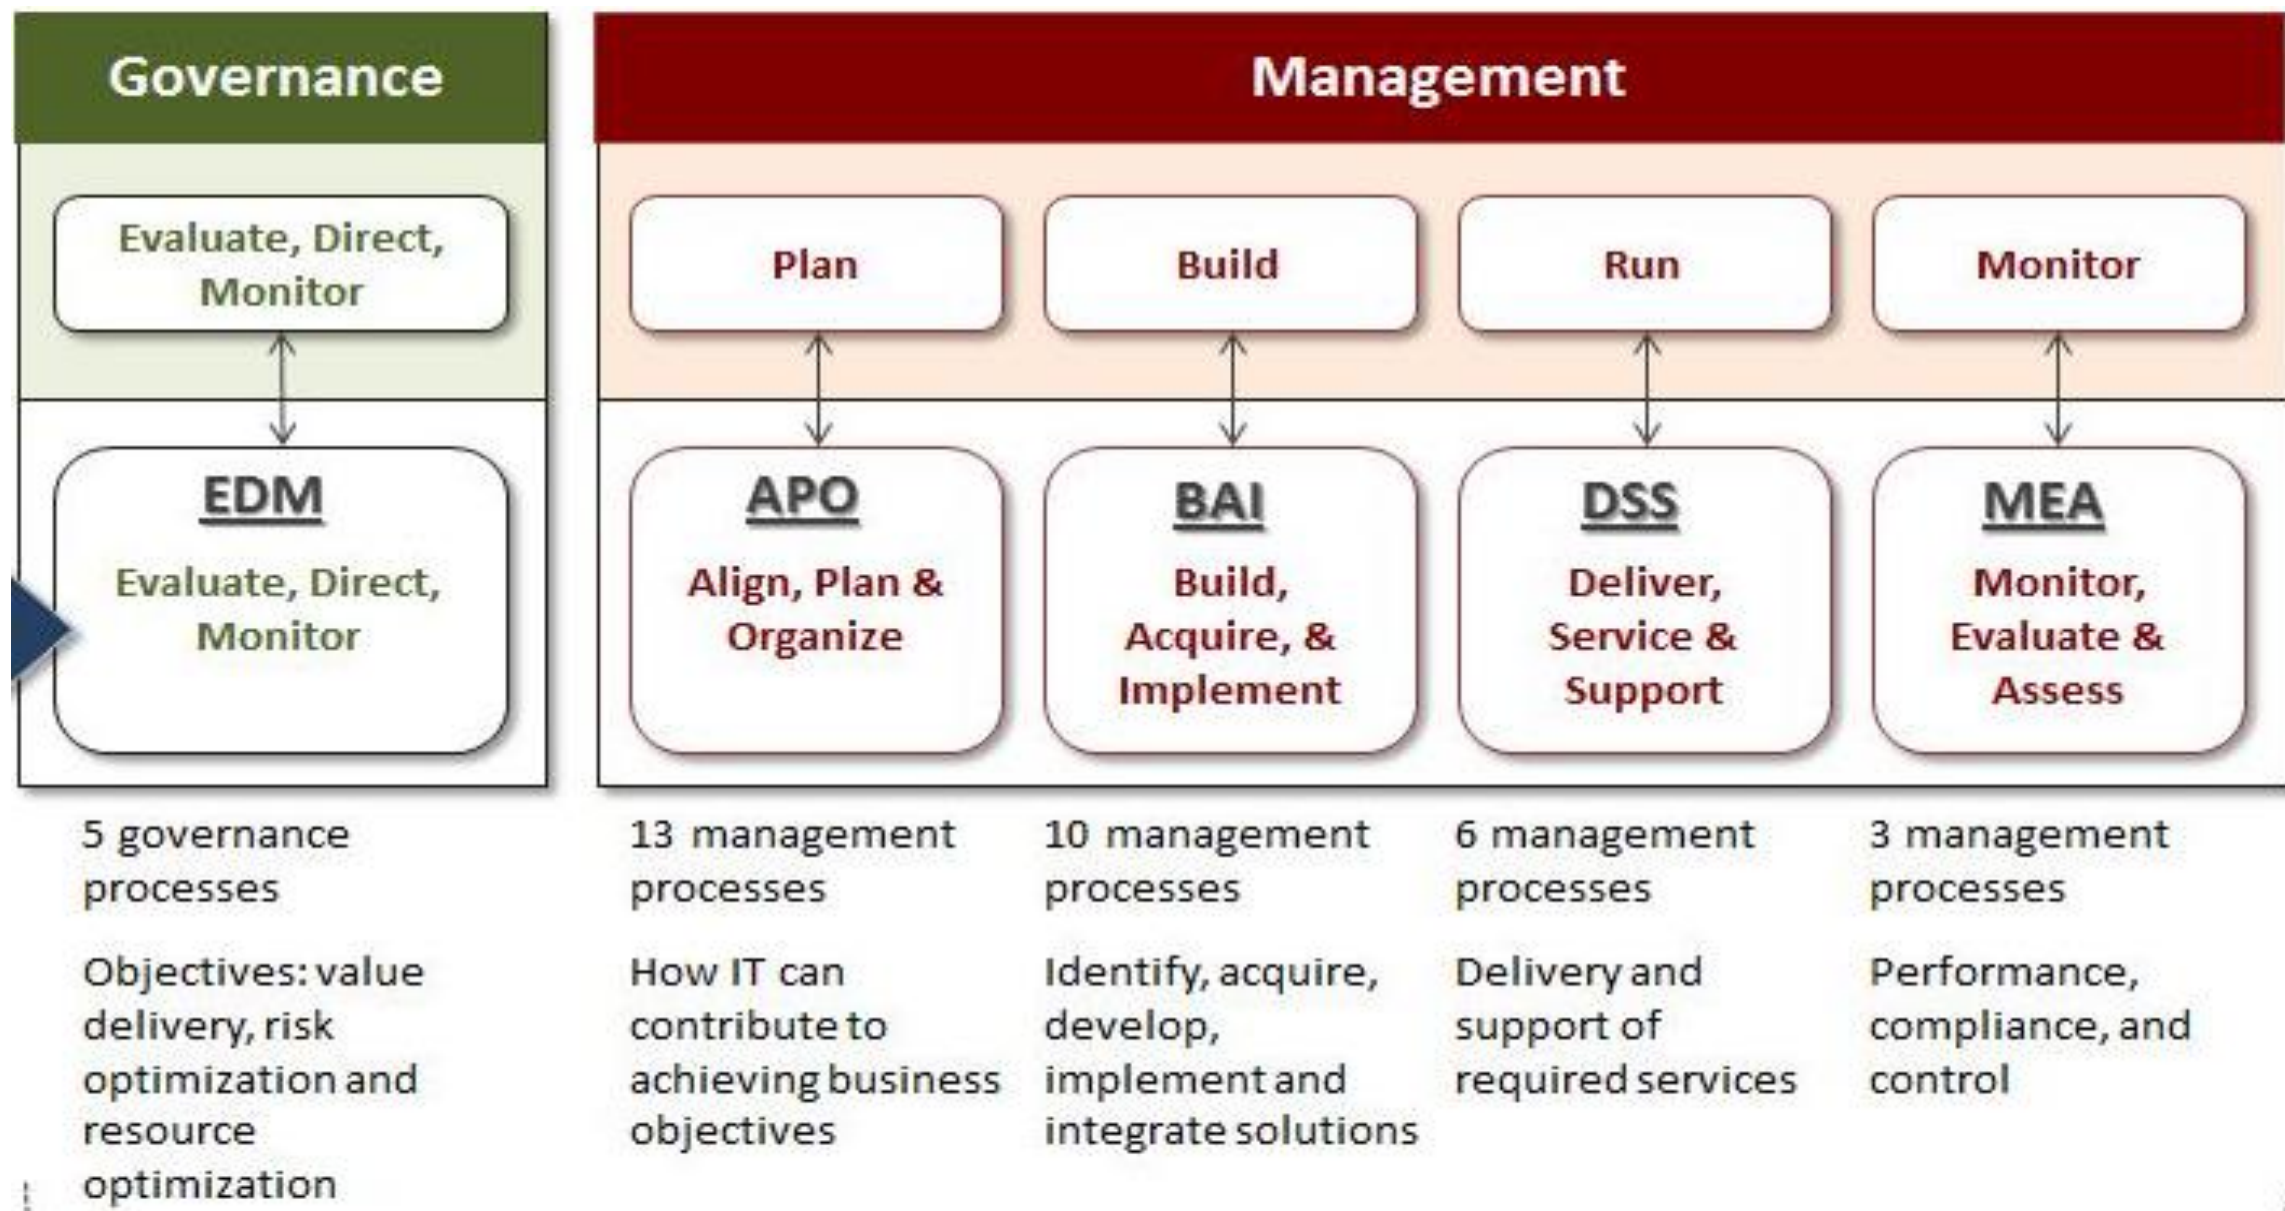 Governance
Evaluate, Direct,
Monitor
EDM
Evaluate, Direct,
Monitor
5 governance
processes
Objectives: value
delivery, risk
optimization and
resource
optimization
Management
Plan
Build
Run
Monitor
APO
Align, Plan &
Organize
BAI
Build,
Acquire, &
Implement
DSS
Deliver,
Service &
Support
MEA
Monitor,
Evaluate &
Assess
13 management
processes
How IT can
contribute to
achieving business
objectives
10 management
processes
Identify, acquire,
develop,
implement and
integrate solutions
6 management
processes
Delivery and
support of
required services
3 management
processes
Performance,
compliance, and
control